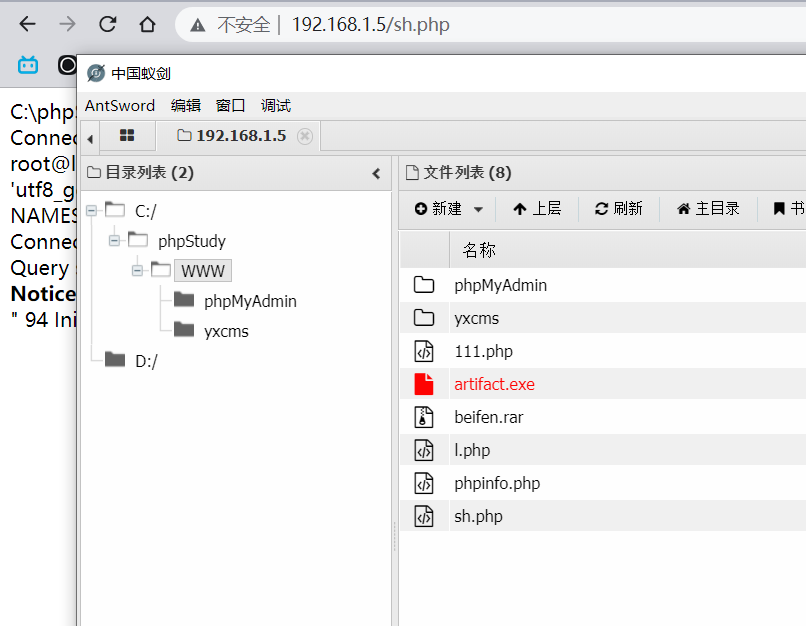 不安全 192.168.1.5/sh.php
中国蚁剑
AntSword 编辑 窗口 调试
192.168.1.5
目录列表 (2)
C:/
phpStudy
WWW
phpMyAdmin
yxcms
D:/
文件列表 (8)
新建 上层 刷新 主目录 书
名称
phpMyAdmin
yxcms
111.php
artifact.exe
beifen.rar
l.php
phpinfo.php
sh.php
C:\php
Connec
root@l
'utf8_g
NAMES
Connec
Query
Notice
" 94 Ini